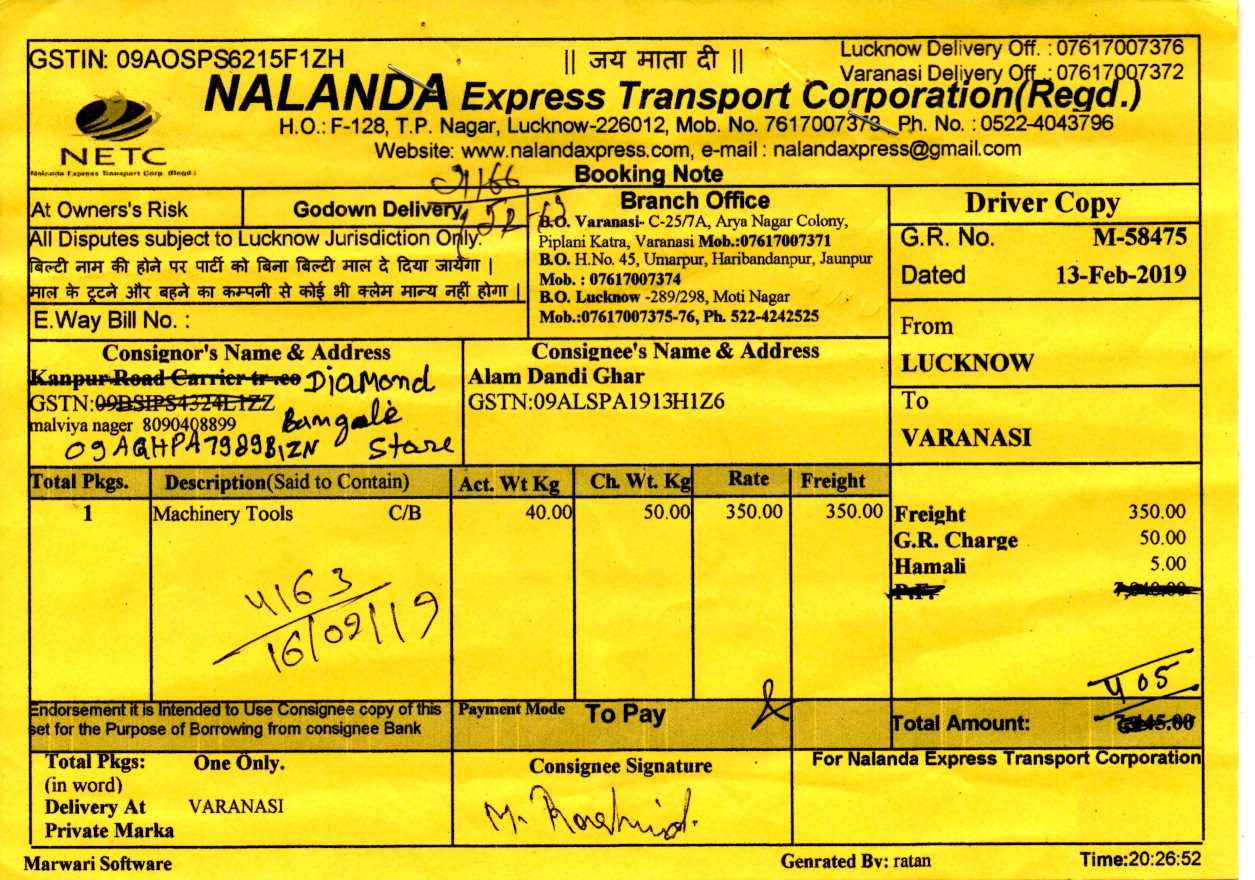 GSTIN: 09AOSPS6215F1ZH
|| जय माता दी ||
Lucknow Delivery Off. : 07617007376
Varanasi Delivery Off. : 07617007372
NALANDA Express Transport Corporation(Regd.)
H.O.: F-128, T.P. Nagar, Lucknow-226012, Mob. No. 7617007373, Ph. No. : 0522-4043796
Website: www.nalandaxpress.com, e-mail : nalandaxpress@gmail.com
NETC
Nalanda Express Transport Corp. (Regd.)
Booking Note
At Owners's Risk
Godown Delivery
All Disputes subject to Lucknow Jurisdiction Only.
बिल्टी नाम की होने पर पार्टी को बिना बिल्टी माल दे दिया जायेगा |
माल के टूटने और बहने का कम्पनी से कोई भी क्लेम मान्य नहीं होगा |
E.Way Bill No. :
Branch Office
B.O. Varanasi- C-25/7A, Arya Nagar Colony,
Piplani Katra, Varanasi Mob.:07617007371
B.O. H.No. 45, Umarpur, Haribandanpur, Jaunpur
Mob. : 07617007374
B.O. Lucknow -289/298, Moti Nagar
Mob.:07617007375-76, Ph. 522-4242525
Driver Copy
G.R. No. M-58475
Dated 13-Feb-2019
From
LUCKNOW
To
VARANASI
Consignor's Name & Address
Kanpur Road Carrier tr .co Diamond
GSTN:09BSIPS4324L1ZZ Bangale
malviya nager 8090408899 Store
09AQHPA7989B1ZN
Consignee's Name & Address
Alam Dandi Ghar
GSTN:09ALSPA1913H1Z6
Total Pkgs. Description(Said to Contain) Act. Wt Kg Ch. Wt. Kg Rate Freight
1 Machinery Tools C/B 40.00 50.00 350.00 350.00
4163
16/02/19
Freight 350.00
G.R. Charge 50.00
Hamali 5.00
P.F.
405
Total Amount:
Endorsement it is Intended to Use Consignee copy of this
set for the Purpose of Borrowing from consignee Bank
Payment Mode To Pay
Total Pkgs: One Only.
(in word)
Delivery At VARANASI
Private Marka
Consignee Signature
M. Rashid.
For Nalanda Express Transport Corporation
Marwari Software
Genrated By: ratan
Time:20:26:52